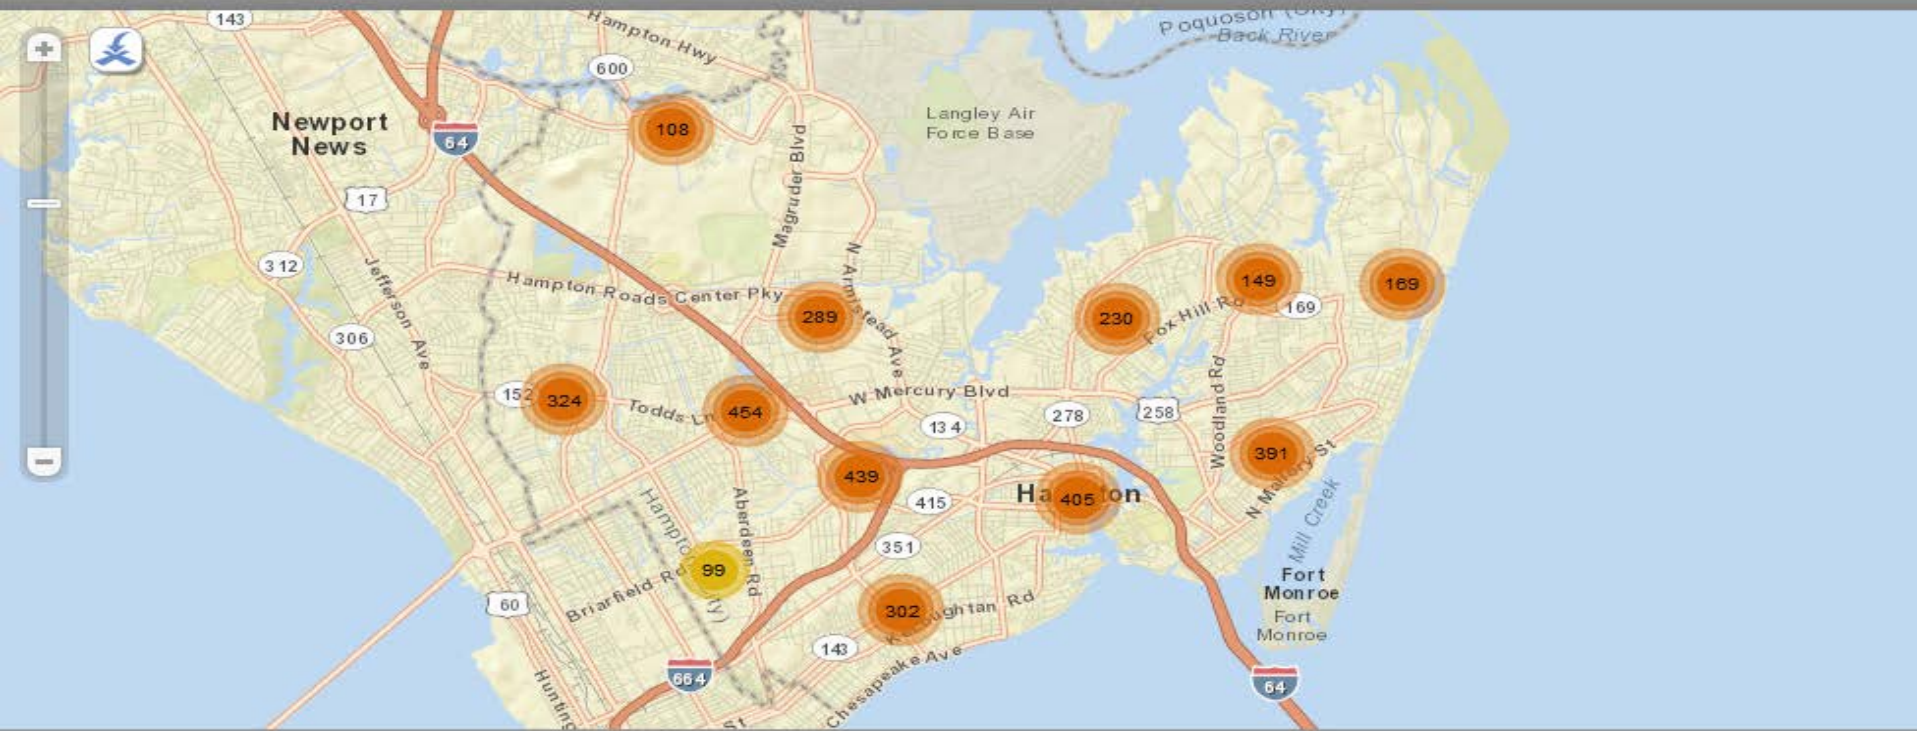 143
Hampton Hwy
Poquoson (City)
Back River
600
Newport
News
64
108
Langley Air
Force Base
17
Magruder Blvd
312
Jefferson Ave
Hampton Roads Center Pky
N Armistead Ave
289
230
Fox Hill Rd
149
169
169
306
152
324
Todds Ln
454
W Mercury Blvd
134
278
258
Woodland Rd
391
N Mallory St
439
415
405
Mill Creek
Aberdeen Rd
351
99
Briarfield Rd
60
302
143
Chesapeake Ave
Fort
Monroe
Fort
Monroe
664
64
St